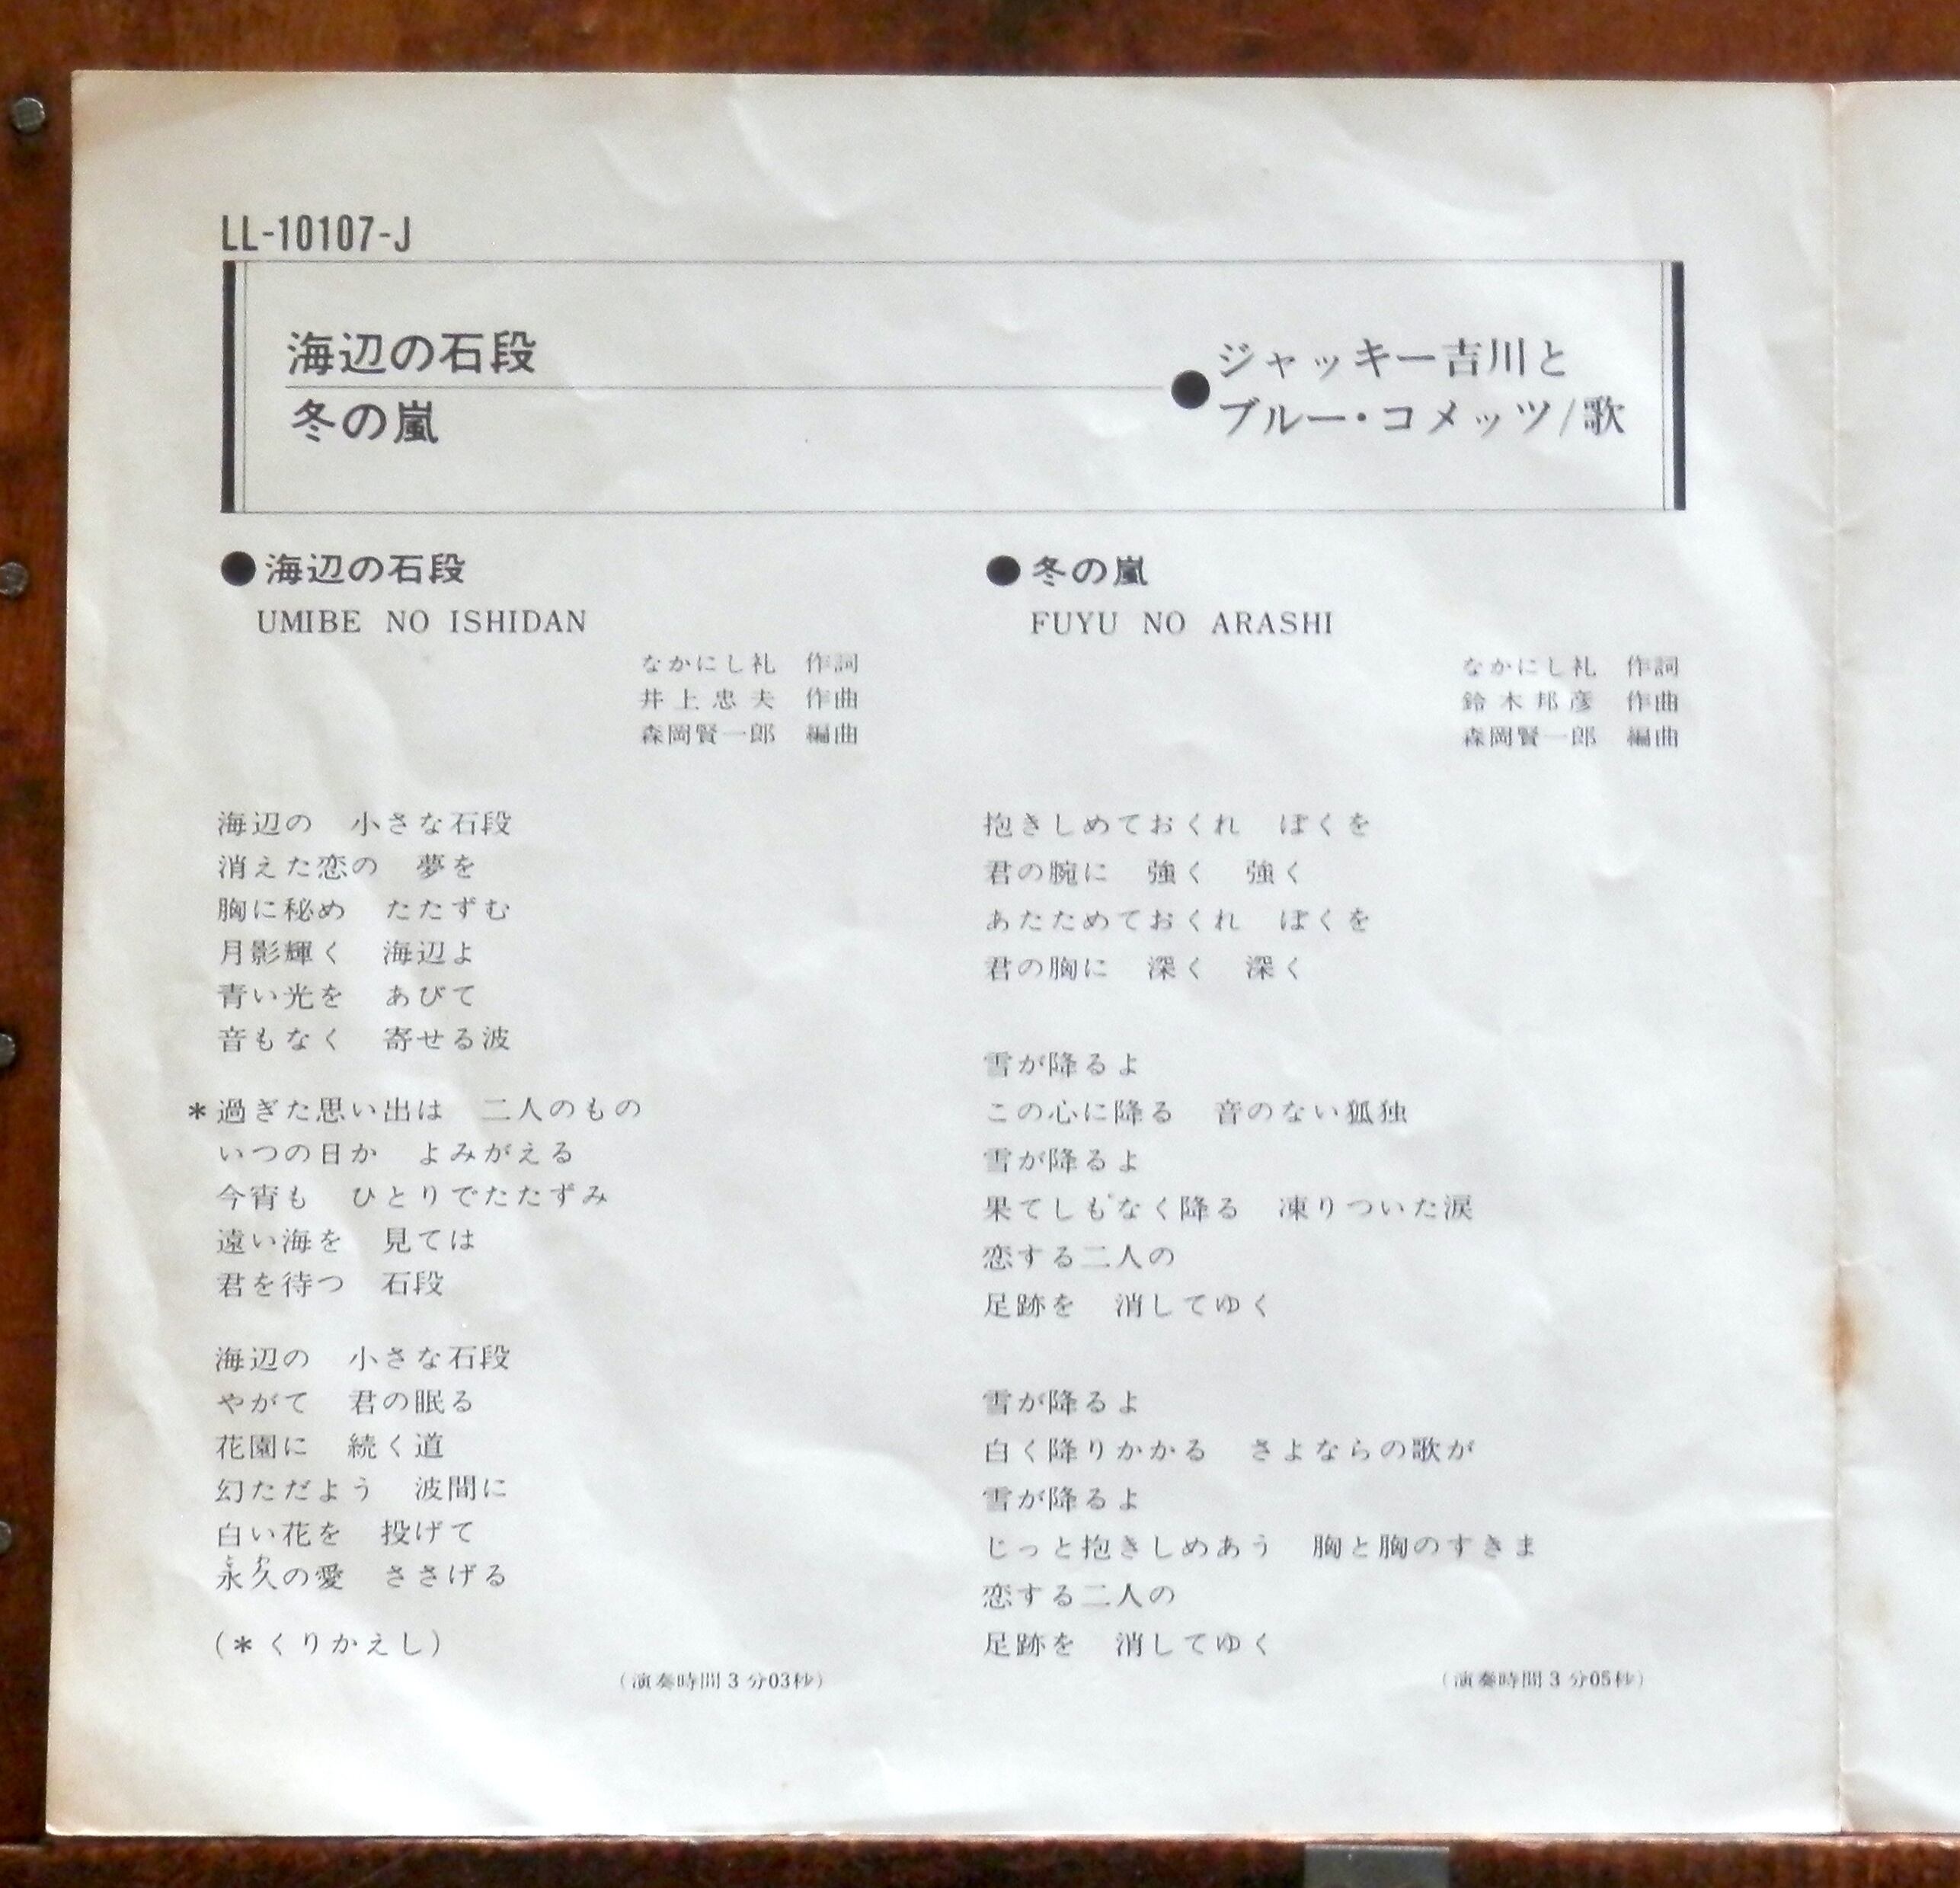 LL-10107-J
海辺の石段
冬の嵐
●ジャッキー吉川と
ブルー・コメッツ/歌
●海辺の石段
UMIBE NO ISHIDAN
なかにし礼 作詞
井上忠夫 作曲
森岡賢一郎 編曲
海辺の 小さな石段
消えた恋の 夢を
胸に秘め たたずむ
月影輝く 海辺よ
青い光を あびて
音もなく 寄せる波
*過ぎた思い出は 二人のもの
いつの日か よみがえる
今宵も ひとりでたたずみ
遠い海を 見ては
君を待つ 石段
海辺の 小さな石段
やがて 君の眠る
花園に 続く道
幻ただよう 波間に
白い花を 投げて
とわ
永久の愛 ささげる
(*くりかえし)
(演奏時間3分03秒)
●冬の嵐
FUYU NO ARASHI
なかにし礼 作詞
鈴木邦彦 作曲
森岡賢一郎 編曲
抱きしめておくれ ぼくを
君の腕に 強く 強く
あたためておくれ ぼくを
君の胸に 深く 深く
雪が降るよ
この心に降る 音のない狐独
雪が降るよ
果てしもなく降る 凍りついた涙
恋する二人の
足跡を 消してゆく
雪が降るよ
白く降りかかる さよならの歌が
雪が降るよ
じっと抱きしめあう 胸と胸のすきま
恋する二人の
足跡を 消してゆく
(演奏時間3分05秒)